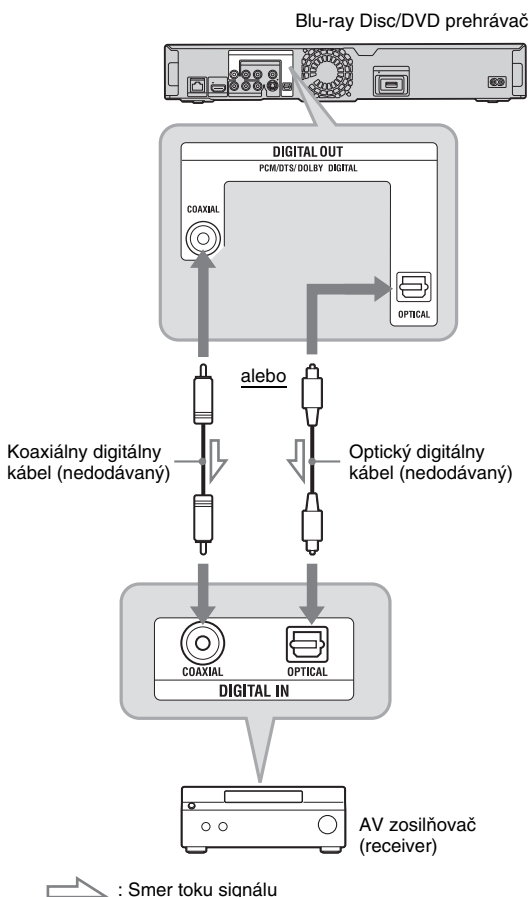 Blu-ray Disc/DVD prehrávač
DIGITAL OUT
PCM/DTS/DOLBY DIGITAL
COAXIAL
OPTICAL
alebo
Koaxiálny digitálny
kábel (nedodávaný)
Optický digitálny
kábel (nedodávaný)
COAXIAL
OPTICAL
DIGITAL IN
AV zosilňovač
(receiver)
: Smer toku signálu